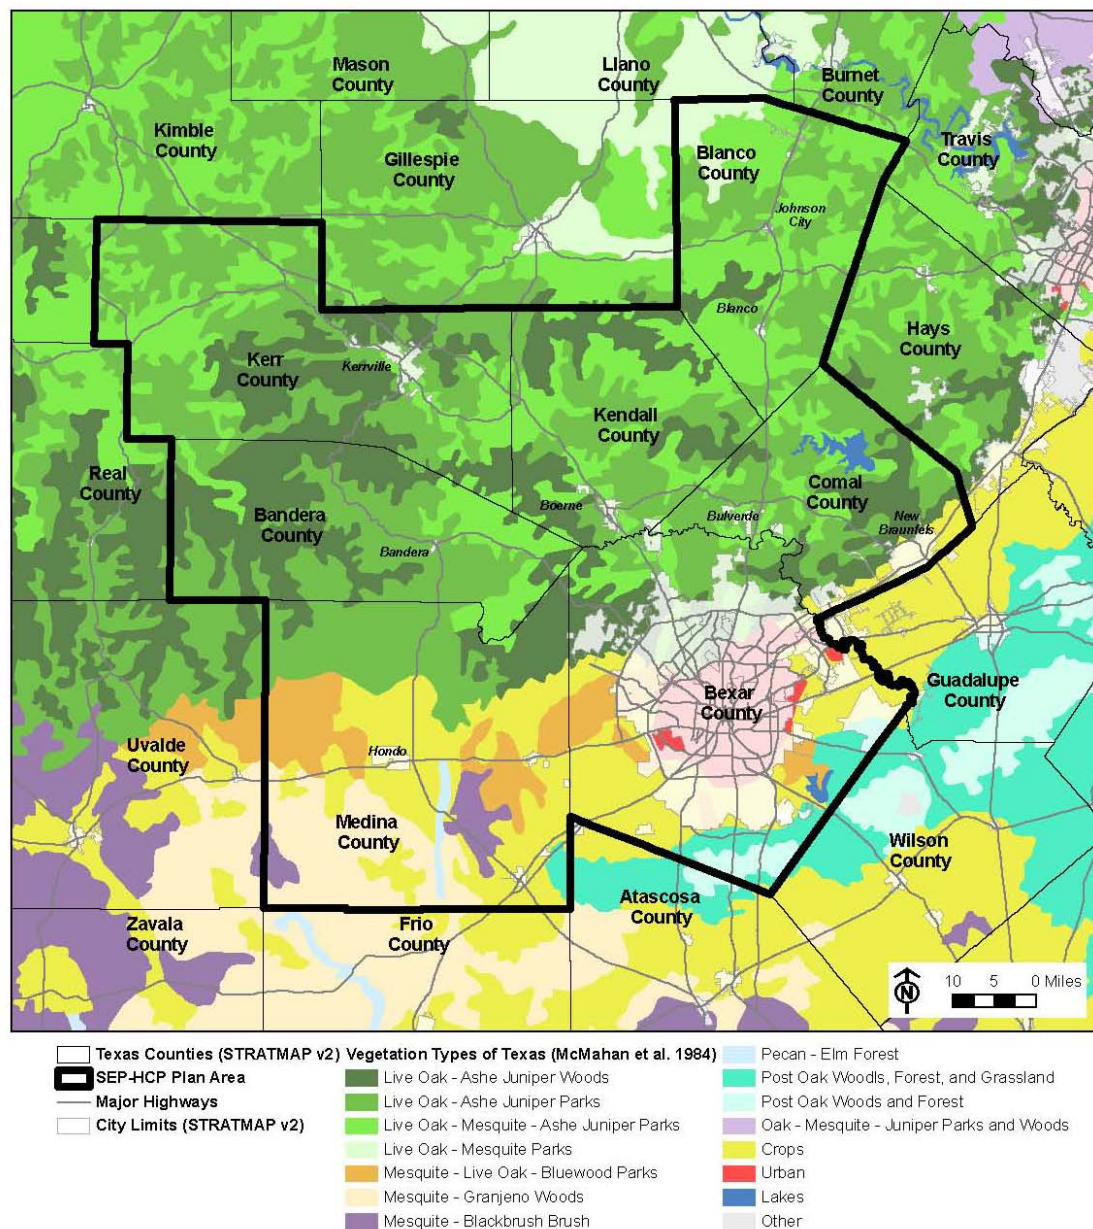 Mason
County
Llano
County
Burnet
County
Kimble
County
Gillespie
County
Blanco
County
Travis
County
Johnson
City
Blanco
Hays
County
Kerr
County
Kerrville
Kendall
County
Real
County
Bandera
County
Boerne
Bulverde
Comal
County
New
Braunfels
Bandera
Bexar
County
Guadalupe
County
Uvalde
County
Hondo
Medina
County
Wilson
County
Atascosa
County
Zavala
County
Frio
County
10 5 0 Miles
N
Texas Counties (STRATMAP v2)
SEP-HCP Plan Area
Major Highways
City Limits (STRATMAP v2)
Vegetation Types of Texas (McMahan et al. 1984)
Live Oak - Ashe Juniper Woods
Live Oak - Ashe Juniper Parks
Live Oak - Mesquite - Ashe Juniper Parks
Live Oak - Mesquite Parks
Mesquite - Live Oak - Bluewood Parks
Mesquite - Granjeno Woods
Mesquite - Blackbrush Brush
Pecan - Elm Forest
Post Oak Woods, Forest, and Grassland
Post Oak Woods and Forest
Oak - Mesquite - Juniper Parks and Woods
Crops
Urban
Lakes
Other